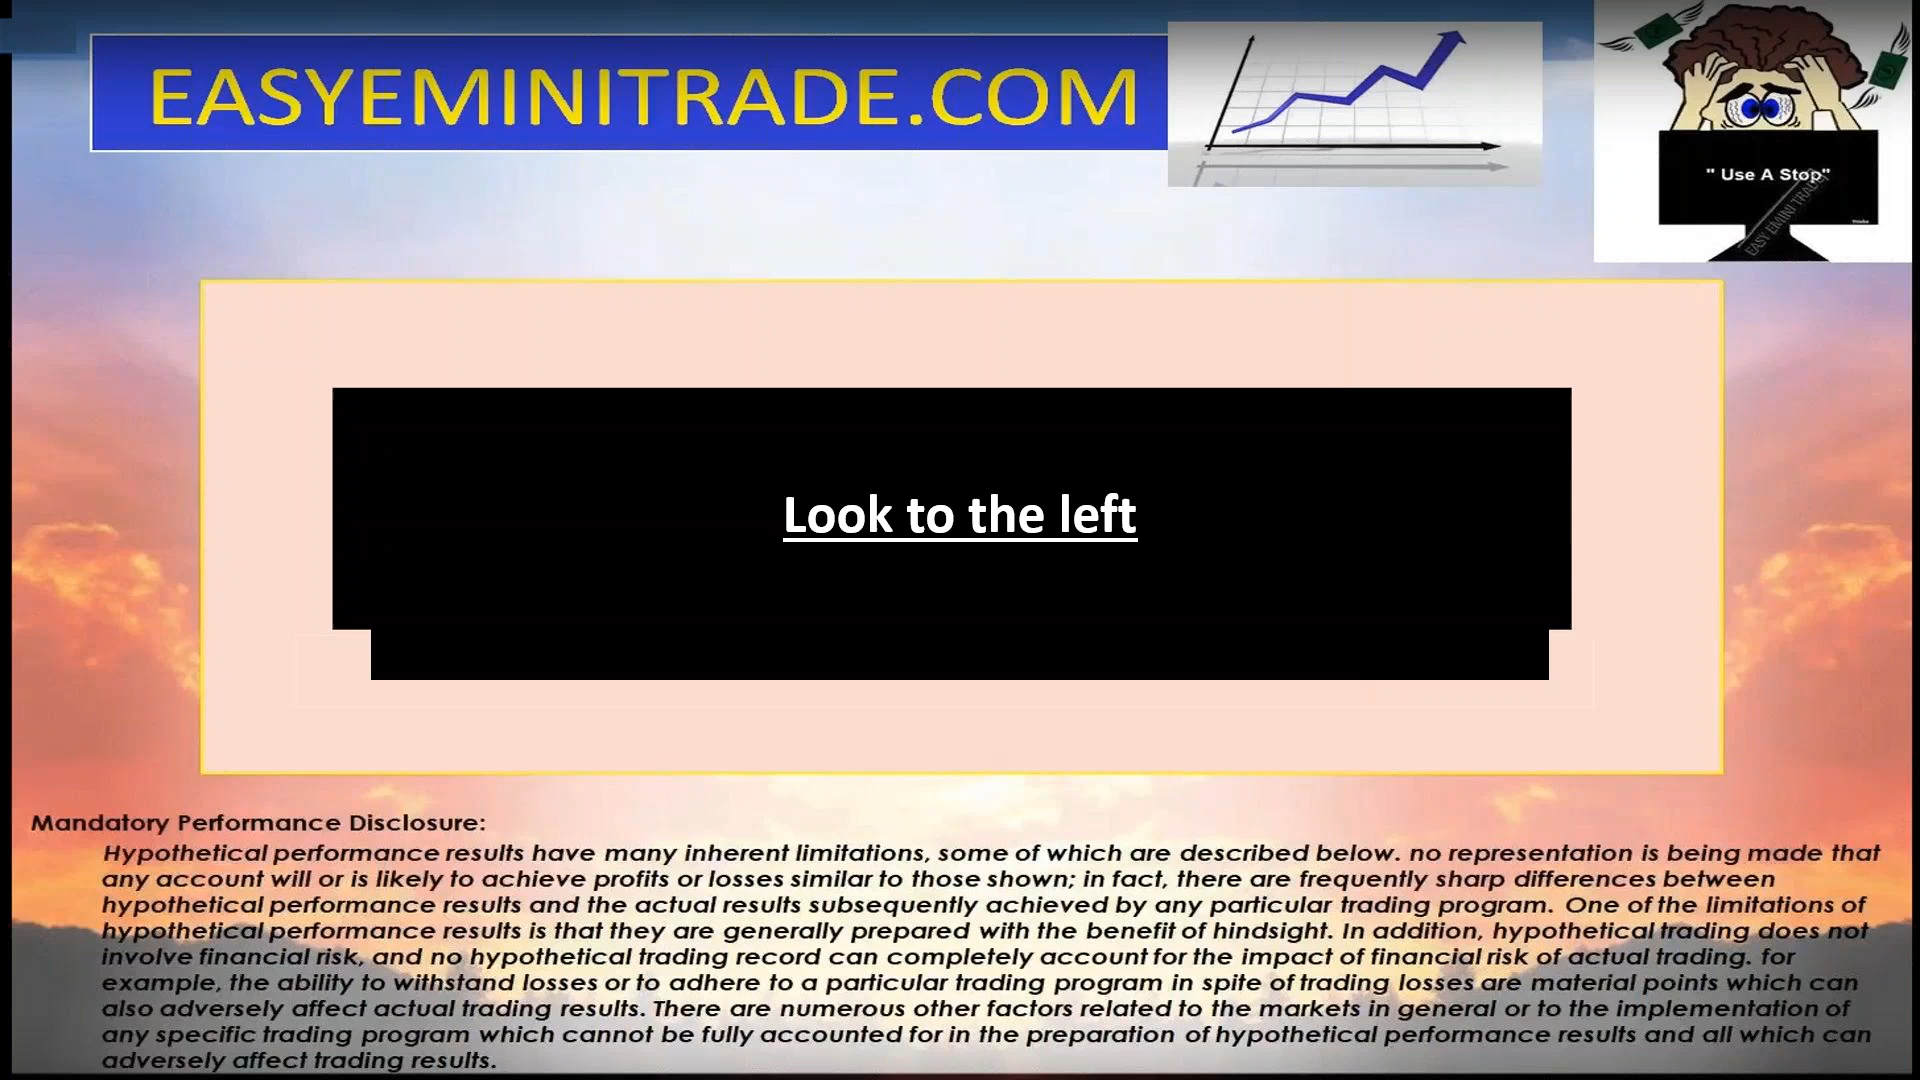 EASYEMINITRADE.COM
" Use A Stop"
EASY EMINI TRADE
Look to the left
Mandatory Performance Disclosure:
Hypothetical performance results have many inherent limitations, some of which are described below. no representation is being made that
any account will or is likely to achieve profits or losses similar to those shown; in fact, there are frequently sharp differences between
hypothetical performance results and the actual results subsequently achieved by any particular trading program. One of the limitations of
hypothetical performance results is that they are generally prepared with the benefit of hindsight. In addition, hypothetical trading does not
involve financial risk, and no hypothetical trading record can completely account for the impact of financial risk of actual trading. for
example, the ability to withstand losses or to adhere to a particular trading program in spite of trading losses are material points which can
also adversely affect actual trading results. There are numerous other factors related to the markets in general or to the implementation of
any specific trading program which cannot be fully accounted for in the preparation of hypothetical performance results and all which can
adversely affect trading results.